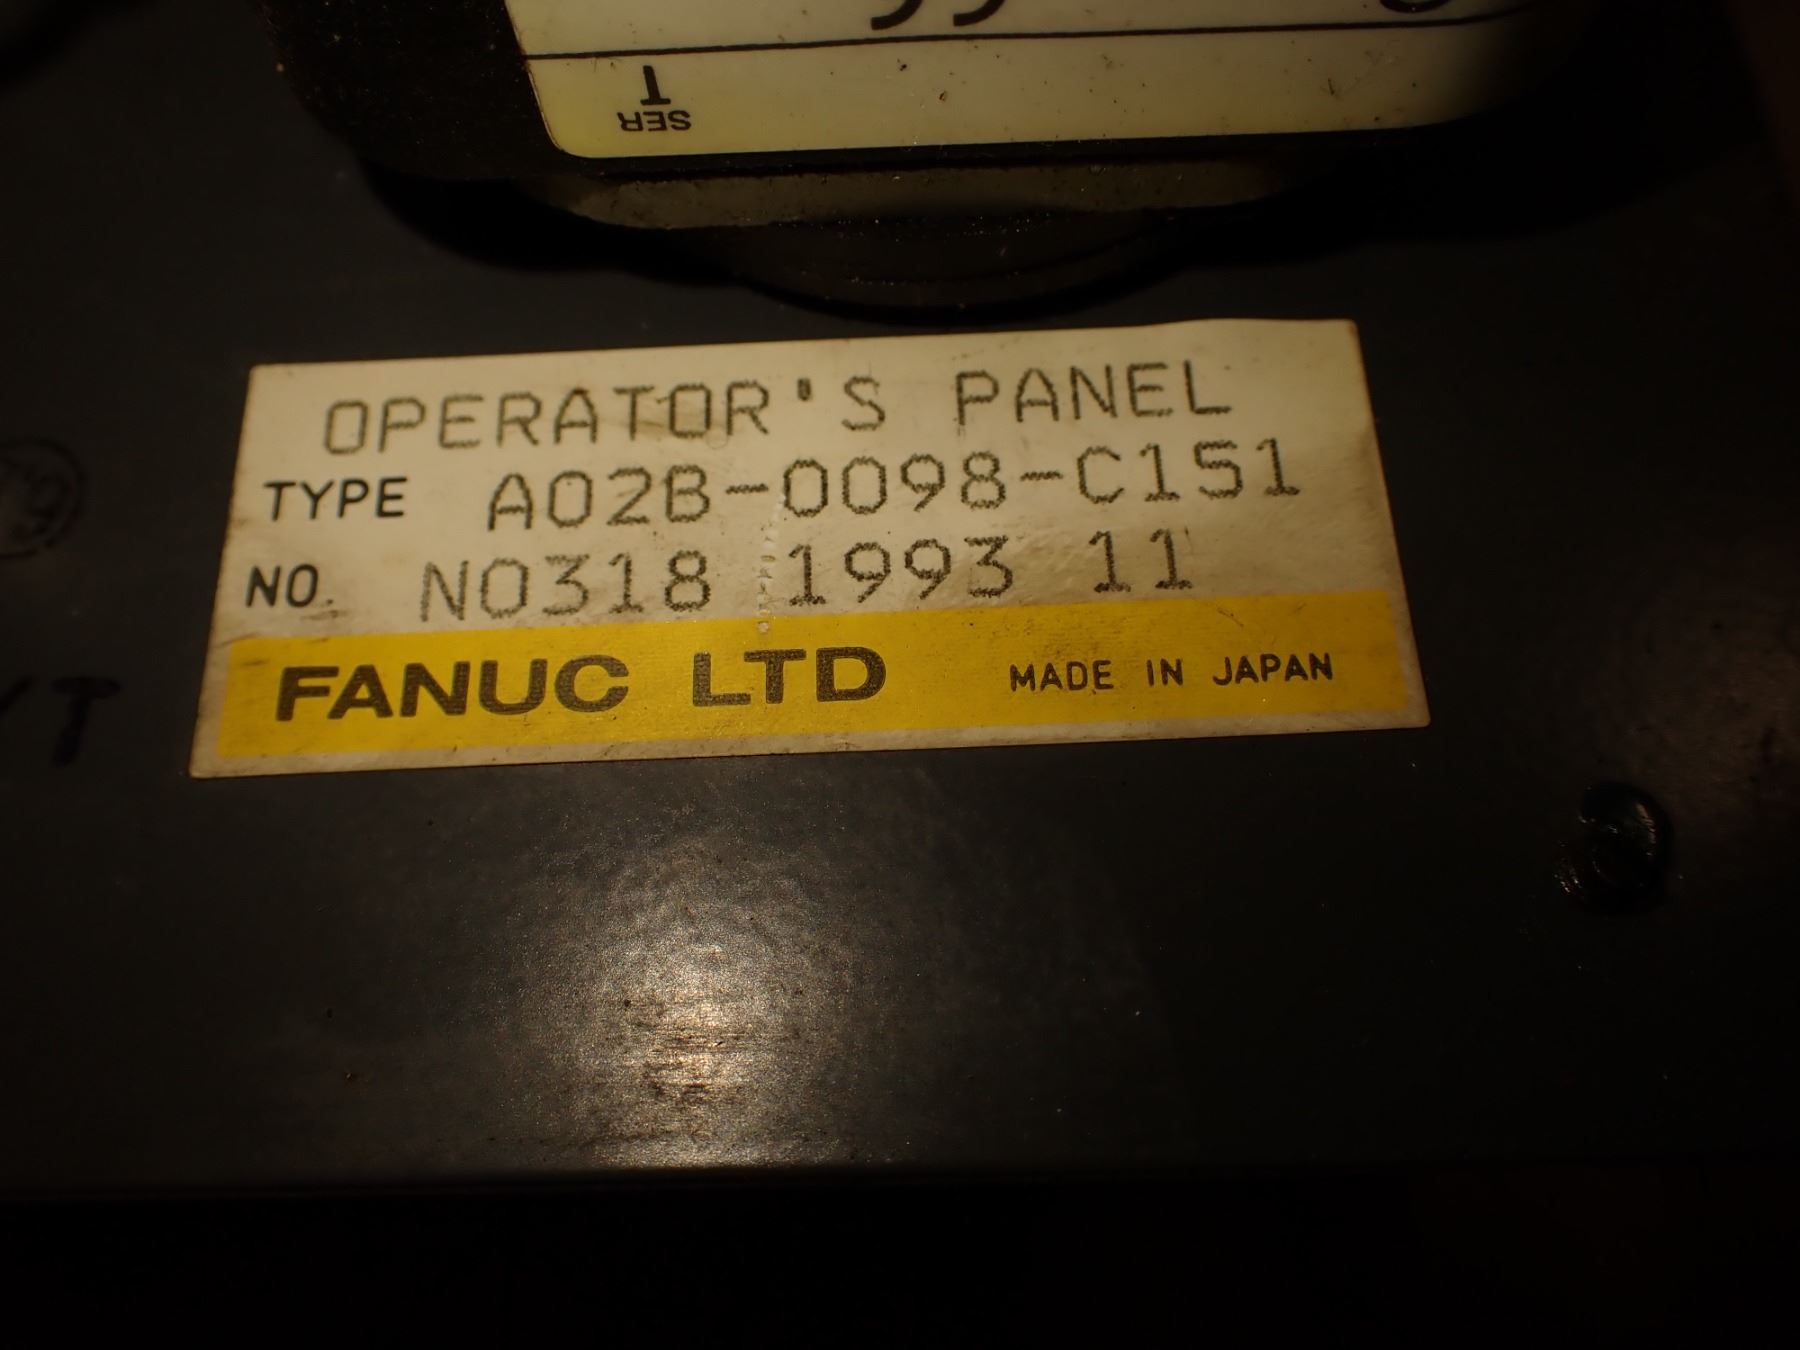 T
SER
OPERATOR'S PANEL
TYPE A02B-0098-C151
NO. N0318 1993 11
FANUC LTD MADE IN JAPAN